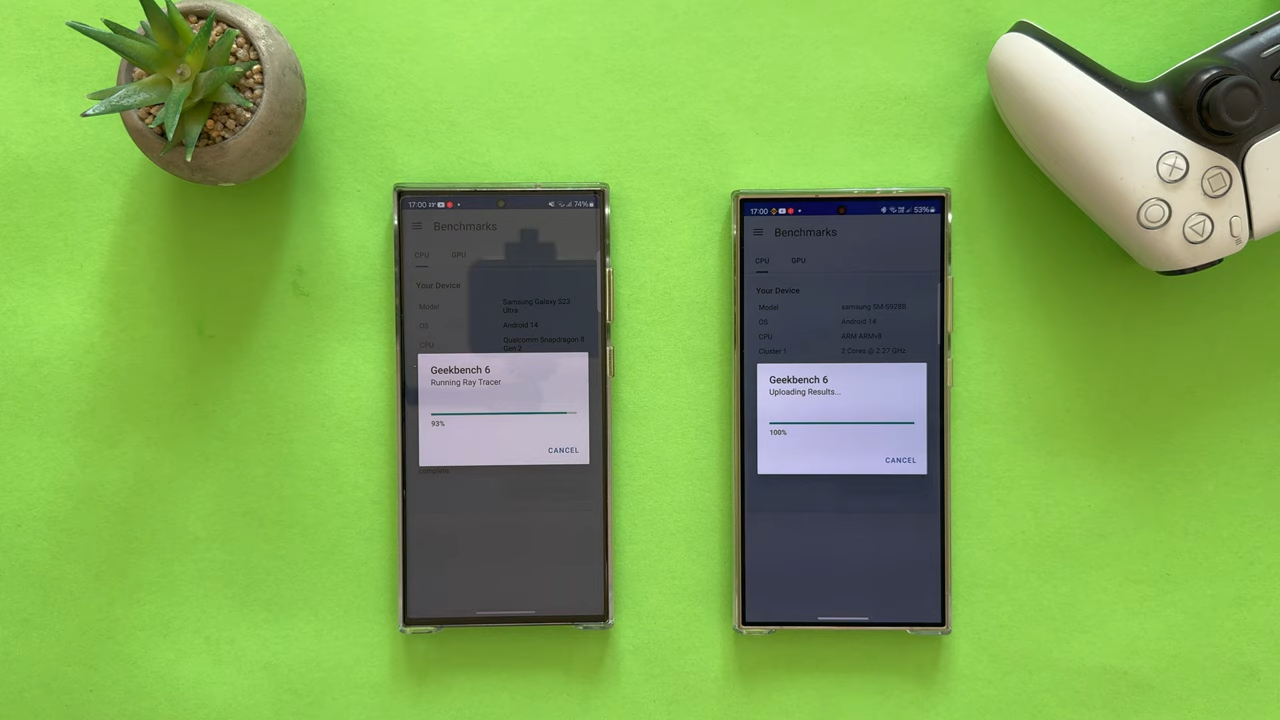 17:00 23° 74%
Benchmarks
CPU GPU
Your Device
Model Samsung Galaxy S23
Ultra
OS Android 14
CPU Qualcomm Snapdragon 8
Gen 2
Geekbench 6
Running Ray Tracer
93%
CANCEL
17:00 53%
Benchmarks
CPU GPU
Your Device
Model samsung SM-S928B
OS Android 14
CPU ARM ARMv8
Cluster 1 2 Cores @ 2.27 GHz
Geekbench 6
Uploading Results...
100%
CANCEL